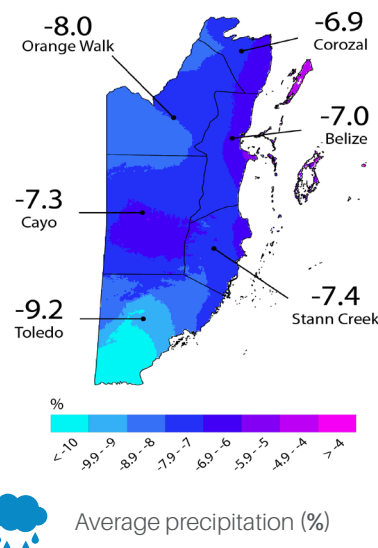 -8.0
Orange Walk
-6.9
Corozal
-7.0
Belize
-7.3
Cayo
-7.4
Stann Creek
-9.2
Toledo
%
< -10
-9.9 - -9
-8.9 - -8
-7.9 - -7
-6.9 - -6
-5.9 - -5
-4.9 - -4
> -4
Average precipitation (%)